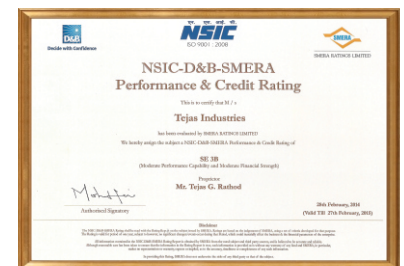 D&B
Decide with Confidence
एन. एस. आई. सी.
NSIC
ISO 9001 : 2008
SMERA
SMERA RATINGS LIMITED
NSIC-D&B-SMERA
Performance & Credit Rating
This is to certify that M / s
Tejas Industries
has been evaluated by SMERA RATINGS LIMITED
We hereby assign the subject a NSIC-D&B-SMERA Performance & Credit Rating of
SE 3B
(Moderate Performance Capability and Moderate Financial Strength)
Proprietor
Mr. Tejas G. Rathod
Authorised Signatory
28th February, 2014
(Valid Till 27th February, 2015)
Disclaimer